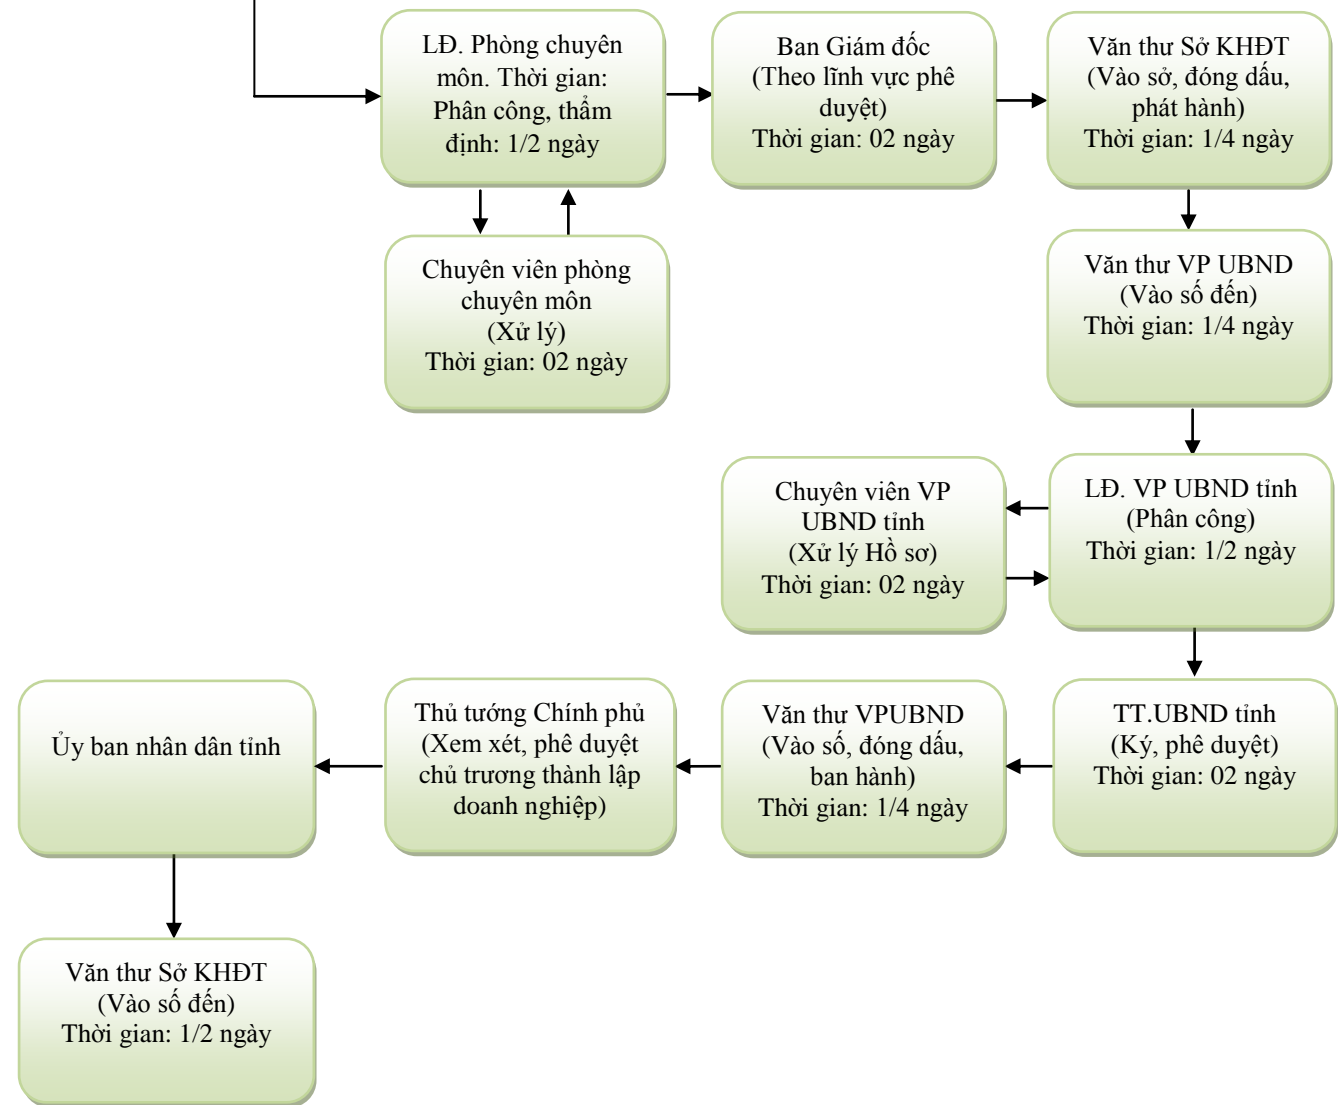 LĐ. Phòng chuyên
môn. Thời gian:
Phân công, thẩm
định: 1/2 ngày
Ban Giám đốc
(Theo lĩnh vực phê
duyệt)
Thời gian: 02 ngày
Văn thư Sở KHĐT
(Vào sở, đóng dấu,
phát hành)
Thời gian: 1/4 ngày
Chuyên viên phòng
chuyên môn
(Xử lý)
Thời gian: 02 ngày
Văn thư VP UBND
(Vào số đến)
Thời gian: 1/4 ngày
Chuyên viên VP
UBND tỉnh
(Xử lý Hồ sơ)
Thời gian: 02 ngày
LĐ. VP UBND tỉnh
(Phân công)
Thời gian: 1/2 ngày
Ủy ban nhân dân tỉnh
Thủ tướng Chính phủ
(Xem xét, phê duyệt
chủ trương thành lập
doanh nghiệp)
Văn thư VPUBND
(Vào số, đóng dấu,
ban hành)
Thời gian: 1/4 ngày
TT.UBND tỉnh
(Ký, phê duyệt)
Thời gian: 02 ngày
Văn thư Sở KHĐT
(Vào số đến)
Thời gian: 1/2 ngày